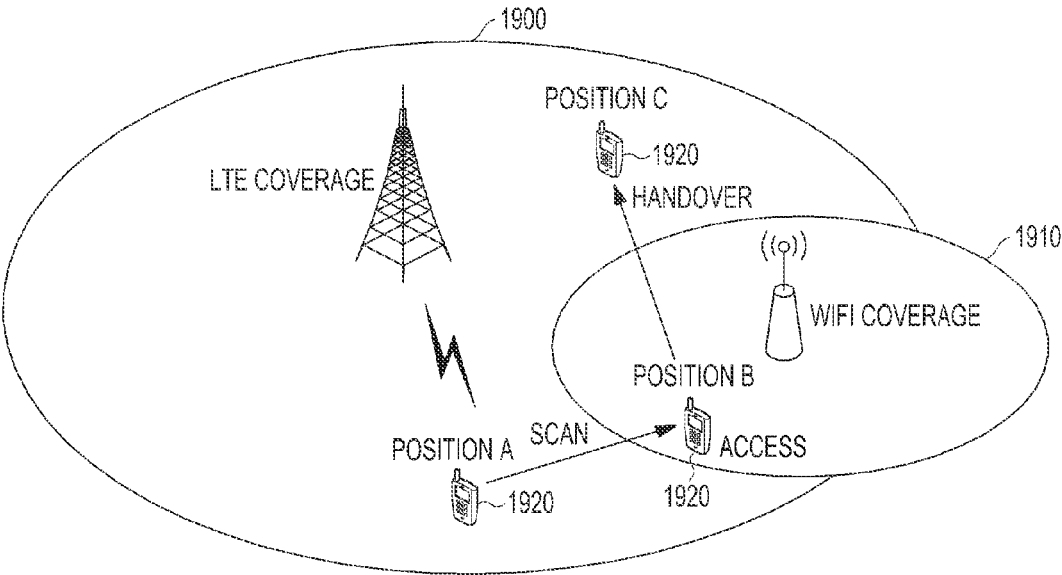 1900
POSITION C
1920
LTE COVERAGE
HANDOVER
1910
WIFI COVERAGE
POSITION B
SCAN
ACCESS
POSITION A
1920
1920